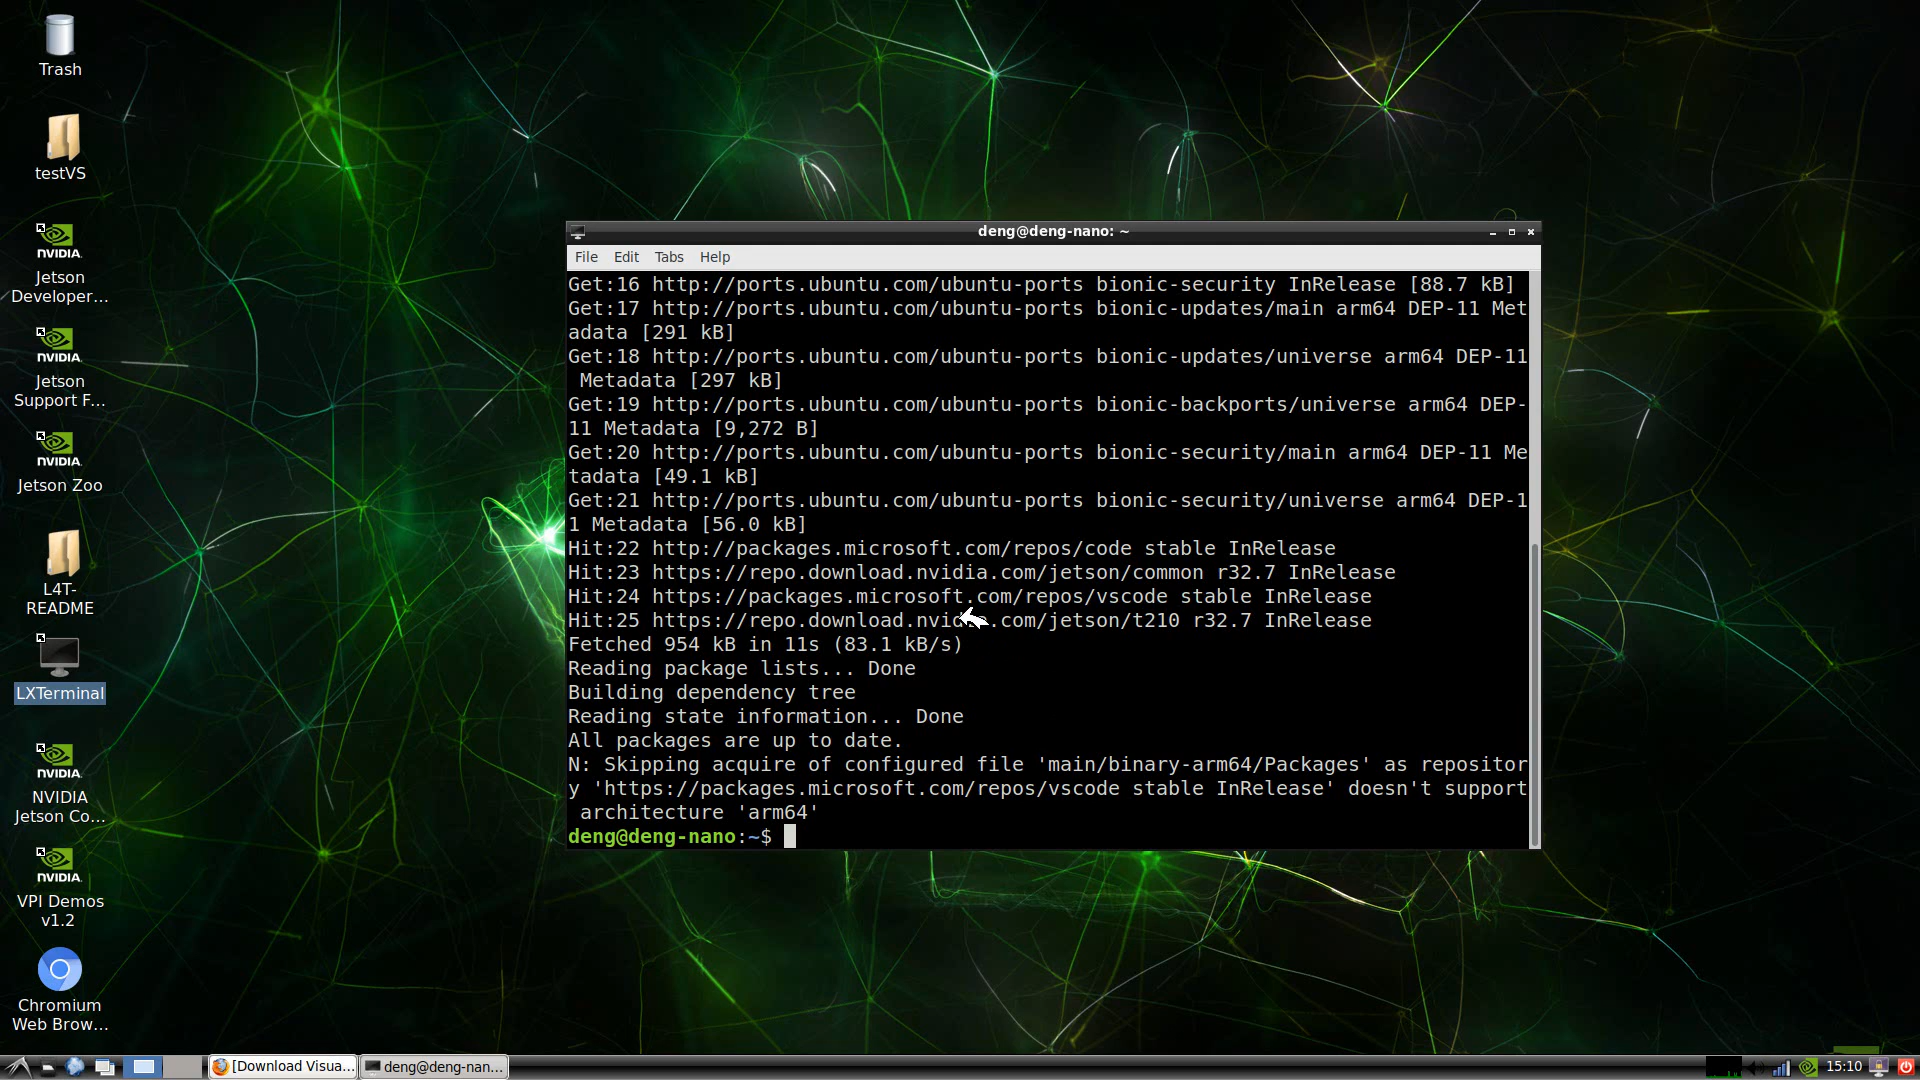 Trash
testVS
NVIDIA.
Jetson
Developer...
NVIDIA.
Jetson
Support F...
NVIDIA.
Jetson Zoo
L4T-
README
LXTerminal
NVIDIA.
NVIDIA
Jetson Co...
NVIDIA.
VPI Demos
v1.2
Chromium
Web Brow...
deng@deng-nano: ~
File Edit Tabs Help
Get:16 http://ports.ubuntu.com/ubuntu-ports bionic-security InRelease [88.7 kB]
Get:17 http://ports.ubuntu.com/ubuntu-ports bionic-updates/main arm64 DEP-11 Met
adata [291 kB]
Get:18 http://ports.ubuntu.com/ubuntu-ports bionic-updates/universe arm64 DEP-11
 Metadata [297 kB]
Get:19 http://ports.ubuntu.com/ubuntu-ports bionic-backports/universe arm64 DEP-
11 Metadata [9,272 B]
Get:20 http://ports.ubuntu.com/ubuntu-ports bionic-security/main arm64 DEP-11 Me
tadata [49.1 kB]
Get:21 http://ports.ubuntu.com/ubuntu-ports bionic-security/universe arm64 DEP-1
1 Metadata [56.0 kB]
Hit:22 http://packages.microsoft.com/repos/code stable InRelease
Hit:23 https://repo.download.nvidia.com/jetson/common r32.7 InRelease
Hit:24 https://packages.microsoft.com/repos/vscode stable InRelease
Hit:25 https://repo.download.nvidia.com/jetson/t210 r32.7 InRelease
Fetched 954 kB in 11s (83.1 kB/s)
Reading package lists... Done
Building dependency tree
Reading state information... Done
All packages are up to date.
N: Skipping acquire of configured file 'main/binary-arm64/Packages' as repositor
y 'https://packages.microsoft.com/repos/vscode stable InRelease' doesn't support
 architecture 'arm64'
deng@deng-nano:~$
[Download Visua... deng@deng-nan... 15:10